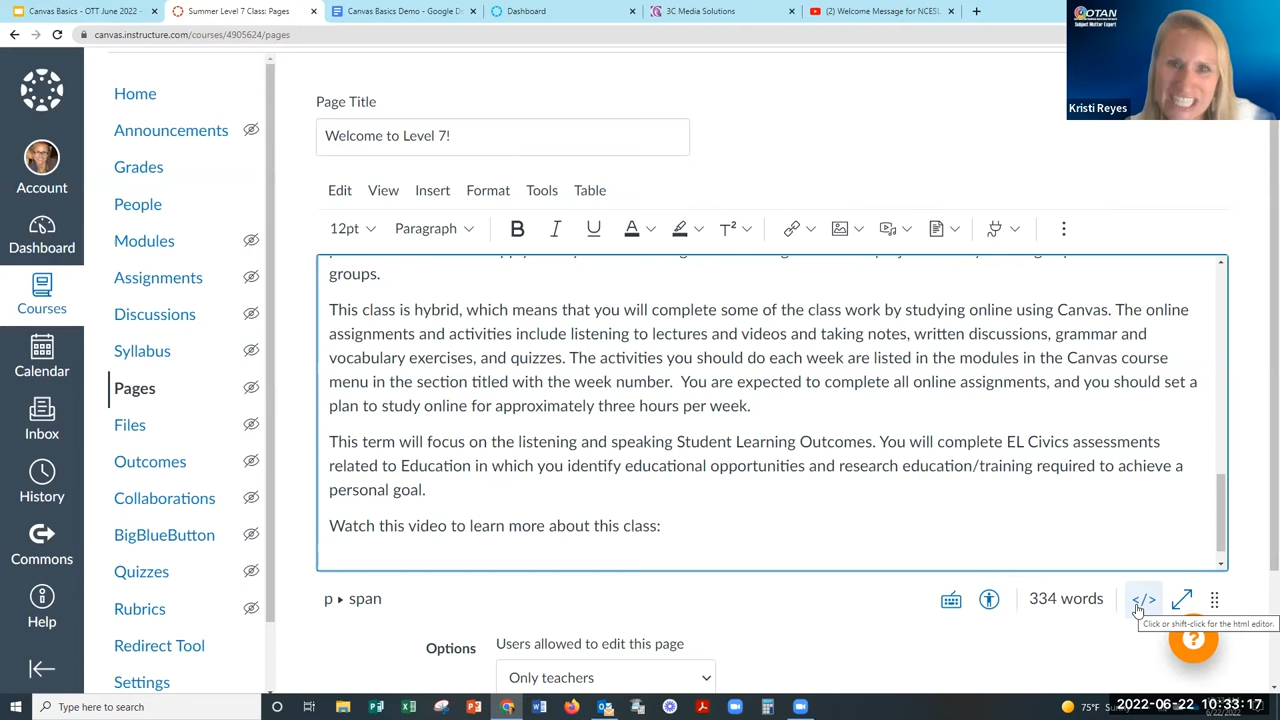 Canvas Basics - OTT June 2022 -
Summer Level 7 Class: Pages
Canvas Basics Demo - Google D
Dashboard
3C Media Solutions
(2) Welcome Message for NCESL
canvas.instructure.com/courses/4905624/pages
OTAN
Subject Matter Expert
Kristi Reyes
Account
Dashboard
Courses
Calendar
Inbox
History
Commons
Help
Home
Announcements
Grades
People
Modules
Assignments
Discussions
Syllabus
Pages
Files
Outcomes
Collaborations
BigBlueButton
Quizzes
Rubrics
Redirect Tool
Settings
Page Title
Welcome to Level 7!
Edit View Insert Format Tools Table
12pt Paragraph B I U A T²
groups.
This class is hybrid, which means that you will complete some of the class work by studying online using Canvas. The online
assignments and activities include listening to lectures and videos and taking notes, written discussions, grammar and
vocabulary exercises, and quizzes. The activities you should do each week are listed in the modules in the Canvas course
menu in the section titled with the week number. You are expected to complete all online assignments, and you should set a
plan to study online for approximately three hours per week.
This term will focus on the listening and speaking Student Learning Outcomes. You will complete EL Civics assessments
related to Education in which you identify educational opportunities and research education/training required to achieve a
personal goal.
Watch this video to learn more about this class:
p ▸ span
334 words
</>
Click or shift-click for the html editor.
Options
Users allowed to edit this page
Only teachers
Type here to search
75°F
2022-06-22 10:33:17